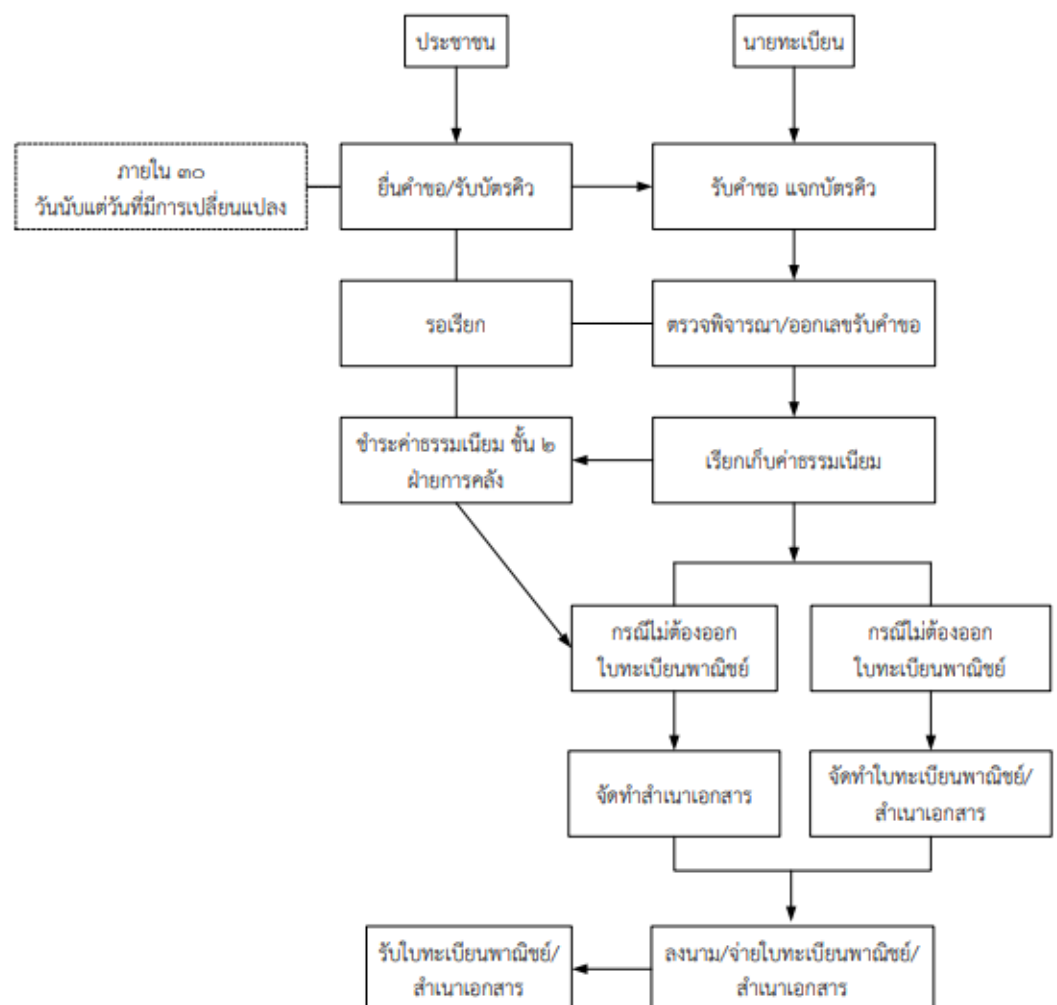 ประชาชน
นายทะเบียน
ภายใน ๓๐
วันนับแต่วันที่มีการเปลี่ยนแปลง
ยื่นคำขอ/รับบัตรคิว
รับคำขอ แจกบัตรคิว
รอเรียก
ตรวจพิจารณา/ออกเลขรับคำขอ
ชำระค่าธรรมเนียม ชั้น ๒
ฝ่ายการคลัง
เรียกเก็บค่าธรรมเนียม
กรณีไม่ต้องออก
ใบทะเบียนพาณิชย์
กรณีไม่ต้องออก
ใบทะเบียนพาณิชย์
จัดทำสำเนาเอกสาร
จัดทำใบทะเบียนพาณิชย์/
สำเนาเอกสาร
รับใบทะเบียนพาณิชย์/
สำเนาเอกสาร
ลงนาม/จ่ายใบทะเบียนพาณิชย์/
สำเนาเอกสาร